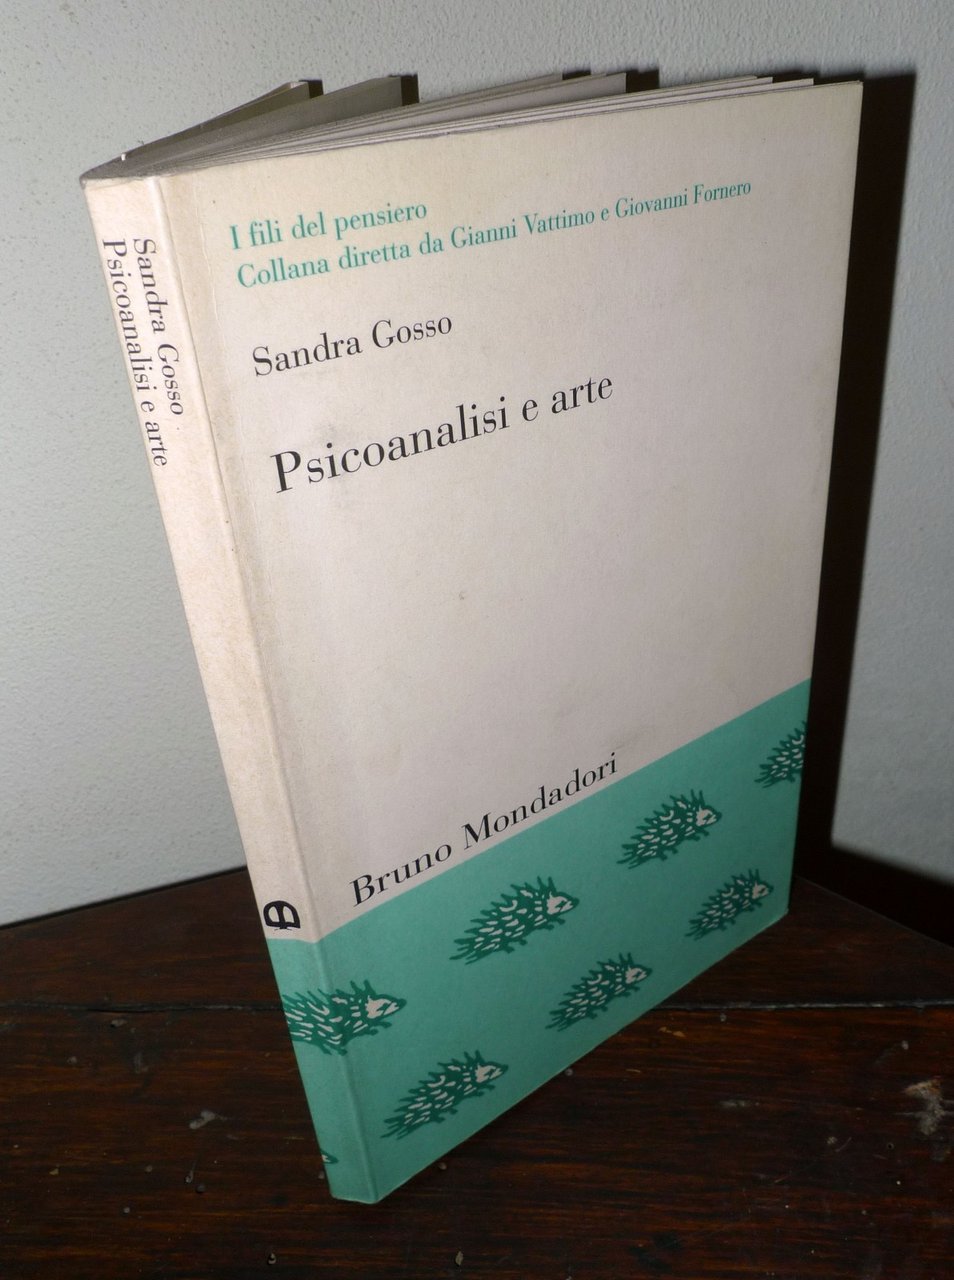 I fili del pensiero
Collana diretta da Gianni Vattimo e Giovanni Fornero
Sandra Gosso
Psicoanalisi e arte
Bruno Mondadori
Sandra Gosso
Psicoanalisi e arte